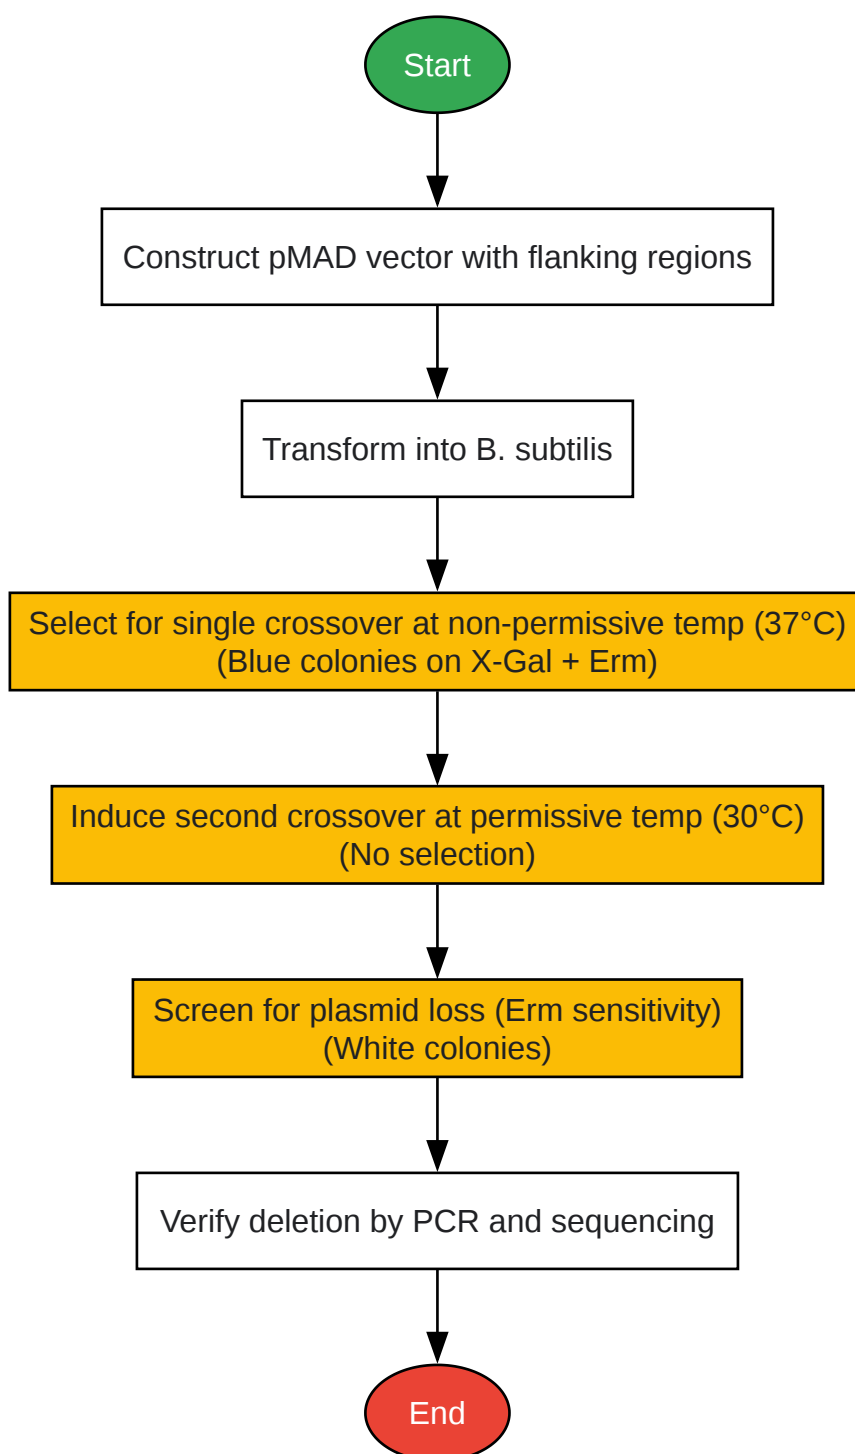 Start
Construct pMAD vector with flanking regions
Transform into B. subtilis
Select for single crossover at non-permissive temp (37°C)
(Blue colonies on X-Gal + Erm)
Induce second crossover at permissive temp (30°C)
(No selection)
Screen for plasmid loss (Erm sensitivity)
(White colonies)
Verify deletion by PCR and sequencing
End